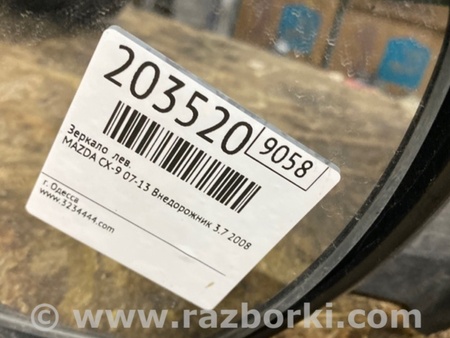 203520
9058
Зеркало лев.
MAZDA CX-9 07-13 Внедорожник 3.7 2008
г. Одесса
www.3234444.com
© - www.razborki.com